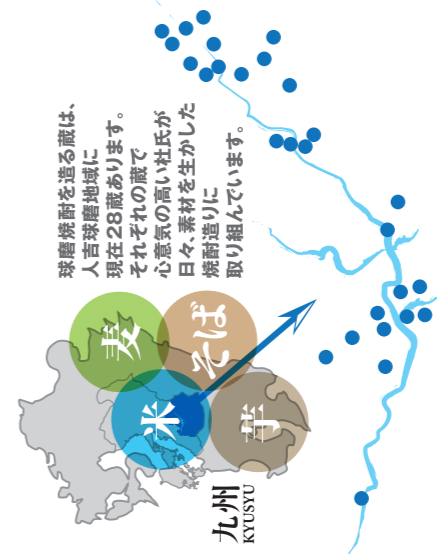 球磨焼酎を造る蔵は、
人吉球磨地域に
現在28蔵あります。
それぞれの蔵で
心意気の高い杜氏が
日々、素材を生かした
焼酎造りに
取り組んでいます。
麦
そば
米
芋
九州
KYUSYU